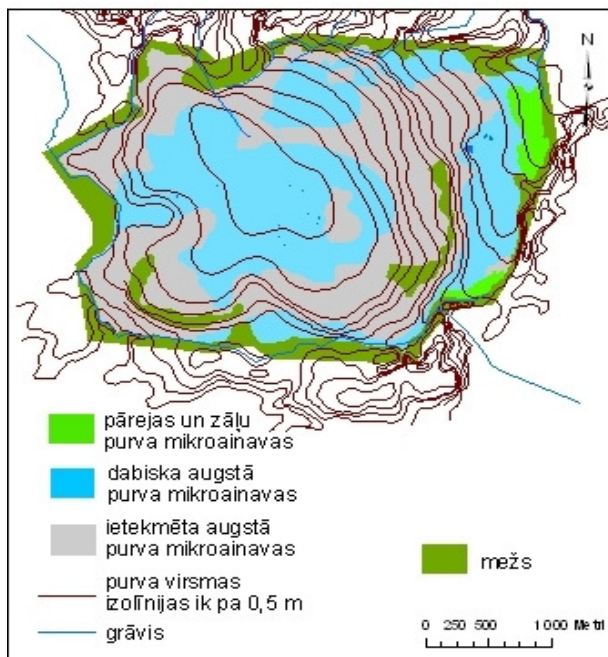 N
pārejas un zāļu
purva mikroainavas
dabiska augstā
purva mikroainavas
ietekmēta augstā
purva mikroainavas
mežs
purva virsmas
izolīnijas ik pa 0,5 m
grāvis
0 250 500 1 000 Metri